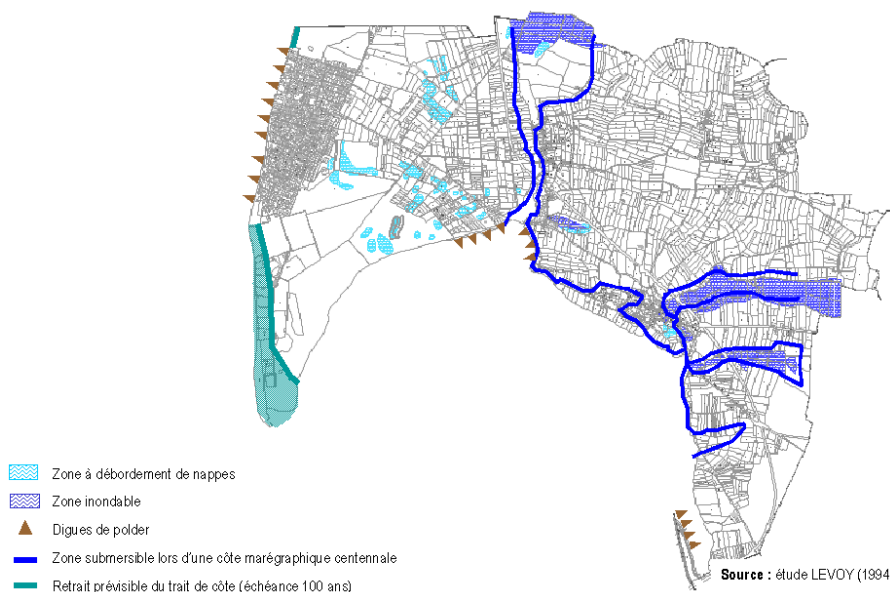 Zone à débordement de nappes
Zone inondable
Digues de polder
Zone submersible lors d'une côte marégraphique centennale
Retrait prévisible du trait de côte (échéance 100 ans)
Source : étude LEVOY (1994